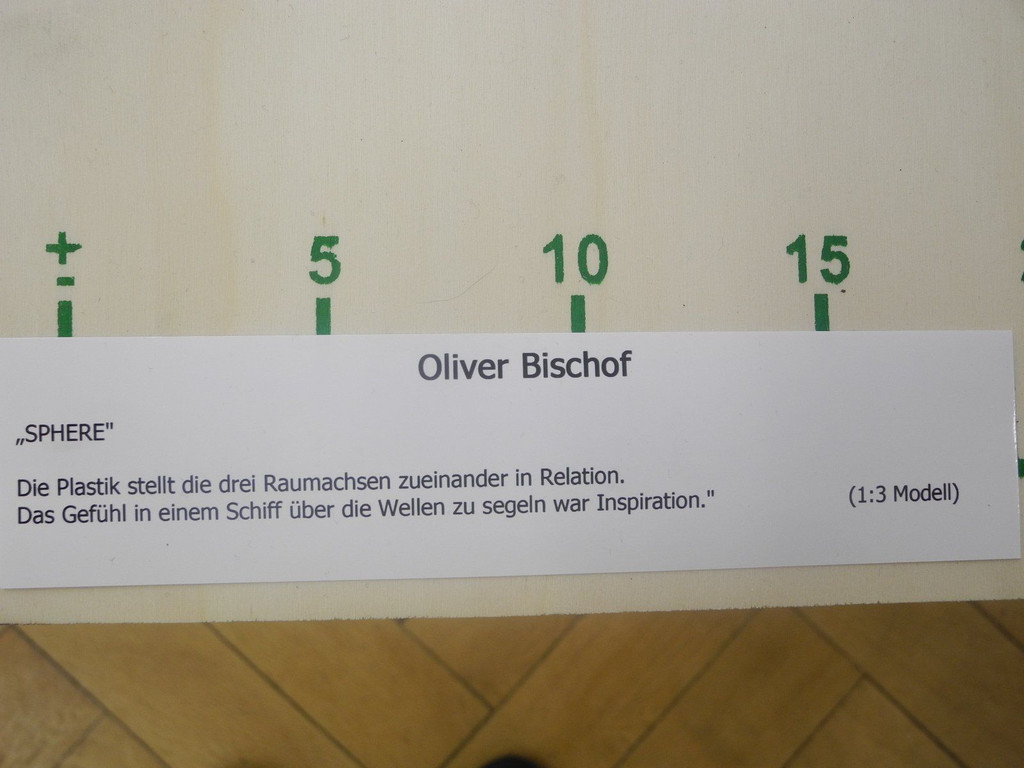 +
-
5
10
15
Oliver Bischof
„SPHERE"
Die Plastik stellt die drei Raumachsen zueinander in Relation.
Das Gefühl in einem Schiff über die Wellen zu segeln war Inspiration."
(1:3 Modell)